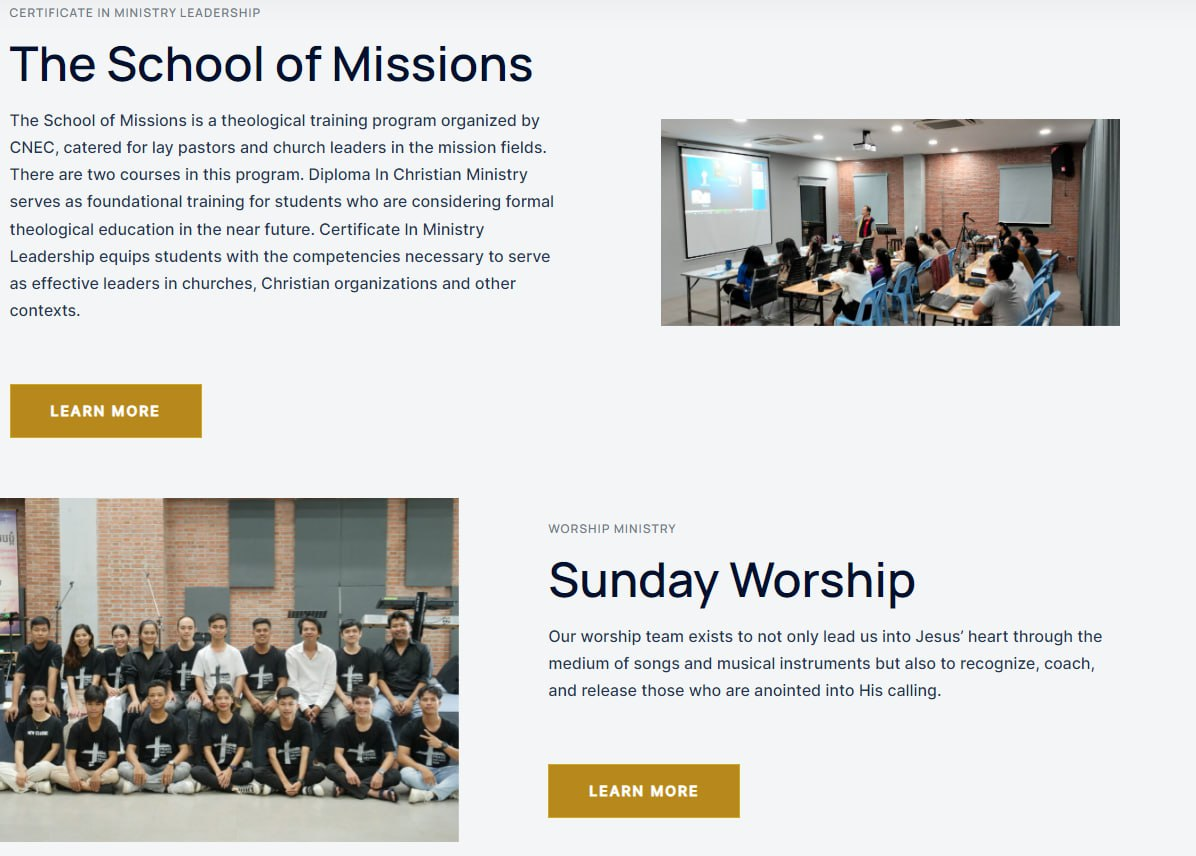 CERTIFICATE IN MINISTRY LEADERSHIP
The School of Missions
The School of Missions is a theological training program organized by
CNEC, catered for lay pastors and church leaders in the mission fields.
There are two courses in this program. Diploma In Christian Ministry
serves as foundational training for students who are considering formal
theological education in the near future. Certificate In Ministry
Leadership equips students with the competencies necessary to serve
as effective leaders in churches, Christian organizations and other
contexts.
LEARN MORE
WORSHIP MINISTRY
Sunday Worship
Our worship team exists to not only lead us into Jesus’ heart through the
medium of songs and musical instruments but also to recognize, coach,
and release those who are anointed into His calling.
LEARN MORE